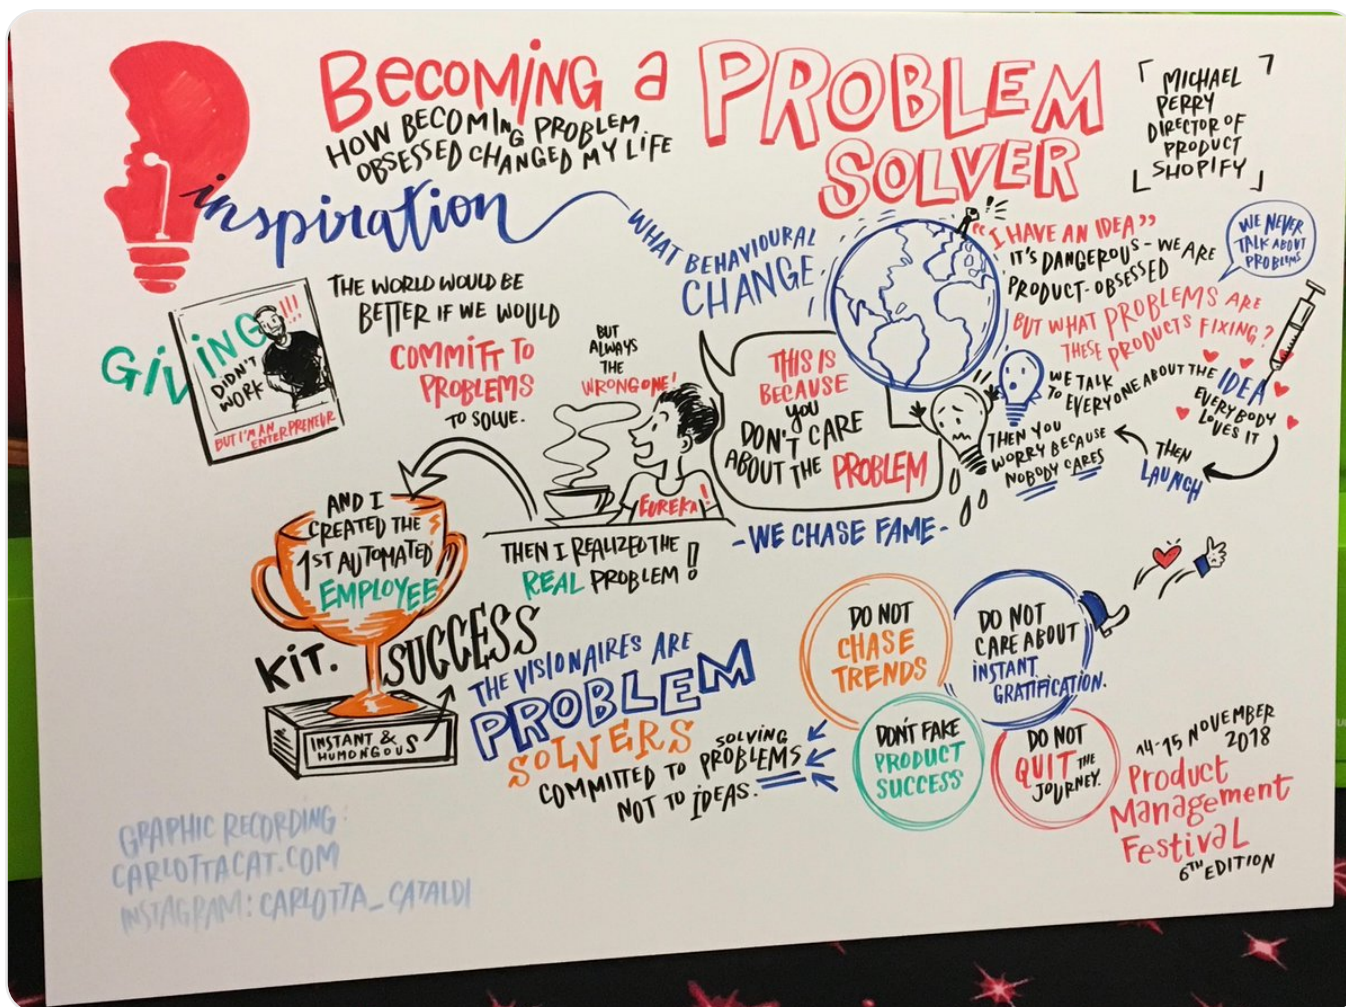 Becoming a
PROBLEM
SOLVER
HOW BECOMING PROBLEM
OBSESSED CHANGED MY LIFE
MICHAEL
PERRY
DIRECTOR OF
PRODUCT
SHOPIFY
inspiration
WHAT
BEHAVIOURAL
CHANGE
"I HAVE AN IDEA"
IT'S DANGEROUS - WE ARE
PRODUCT-OBSESSED
WE NEVER
TALK ABOUT
PROBLEMS
BUT WHAT PROBLEMS ARE
THESE PRODUCTS FIXING?
WE TALK
TO EVERYONE ABOUT THE IDEA
EVERYBODY
LOVES IT
THEN
LAUNCH
THEN YOU
WORRY BECAUSE
NOBODY CARES
GIVING
!!!
DIDN'T
WORK
BUT I'M AN
ENTERPRENEUR
THE WORLD WOULD BE
BETTER IF WE WOULD
COMMITT TO
PROBLEMS
TO SOLVE.
BUT
ALWAYS
THE
WRONG ONE!
EUREKA!
THIS IS
BECAUSE
you
DON'T CARE
ABOUT THE PROBLEM
- WE CHASE FAME -
THEN I REALIZED THE
REAL PROBLEM!
AND I
CREATED THE
1ST AUTOMATED
EMPLOYEE
KIT.
SUCCESS
INSTANT &
HUMONGOUS
THE VISIONAIRES ARE
PROBLEM
SOLVERS
COMMITTED TO SOLVING
PROBLEMS
NOT TO IDEAS.
DO NOT
CHASE
TRENDS
DO NOT
CARE ABOUT
INSTANT
GRATIFICATION.
DON'T FAKE
PRODUCT
SUCCESS
DO NOT
QUIT THE
JOURNEY.
14-15 NOVEMBER
2018
Product
Management
Festival
6TH EDITION
GRAPHIC RECORDING:
CARLOTTACAT.COM
INSTAGRAM: CARLOTTA_CATALDI